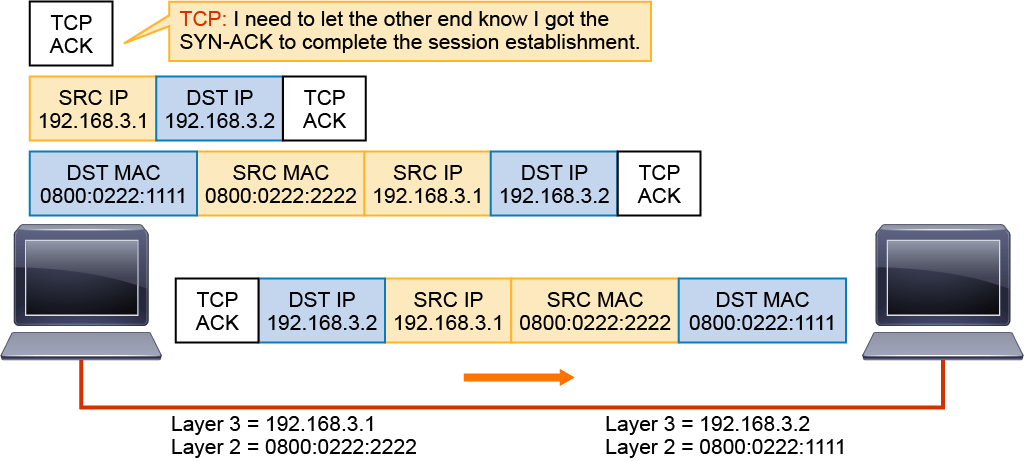 TCP
ACK
TCP: I need to let the other end know I got the
SYN-ACK to complete the session establishment.
SRC IP
192.168.3.1
DST IP
192.168.3.2
TCP
ACK
DST MAC
0800:0222:1111
SRC MAC
0800:0222:2222
SRC IP
192.168.3.1
DST IP
192.168.3.2
TCP
ACK
TCP
ACK
DST IP
192.168.3.2
SRC IP
192.168.3.1
SRC MAC
0800:0222:2222
DST MAC
0800:0222:1111
Layer 3 = 192.168.3.1
Layer 2 = 0800:0222:2222
Layer 3 = 192.168.3.2
Layer 2 = 0800:0222:1111